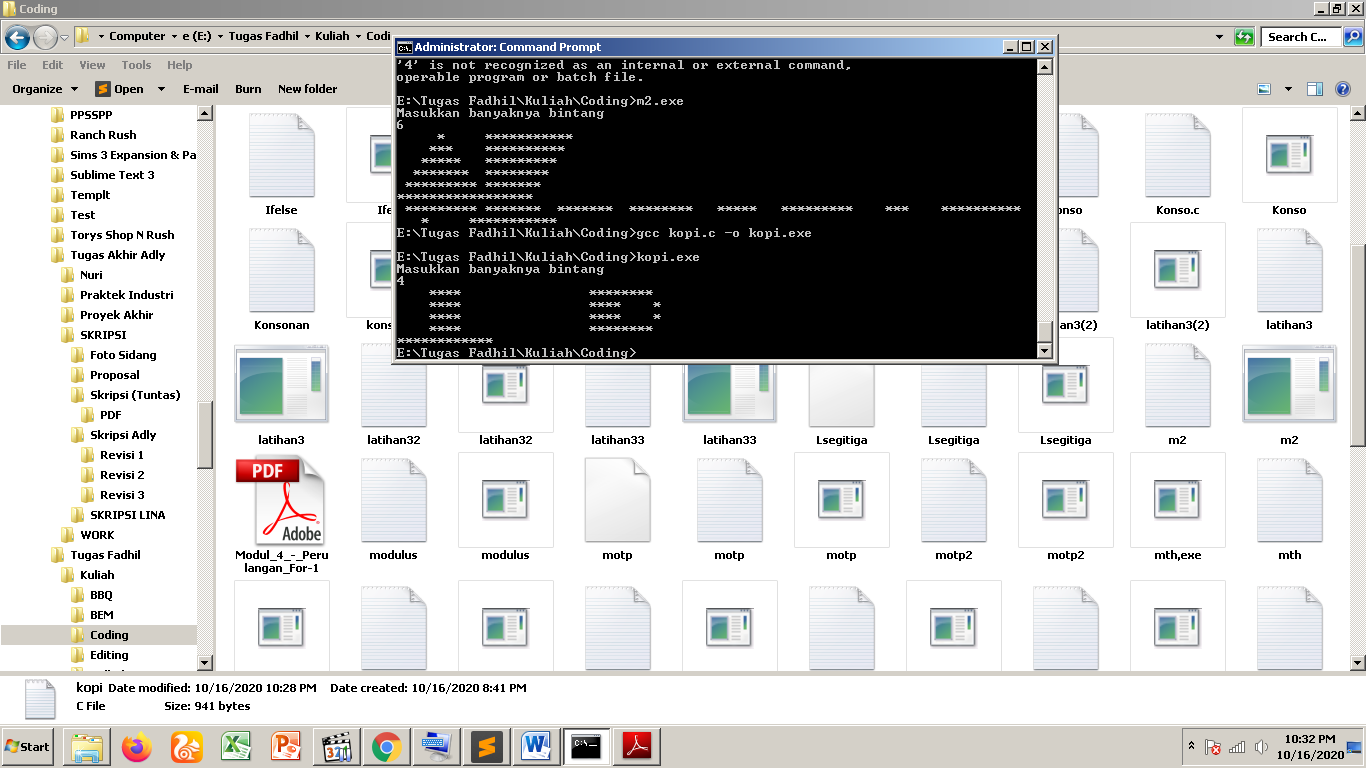 Coding
Computer e (E:) Tugas Fadhil Kuliah Codi
Search C...
File Edit View Tools Help
Organize Open E-mail Burn New folder
PPSSPP
Ranch Rush
Sims 3 Expansion & Pa
Sublime Text 3
Templt
Test
Torys Shop N Rush
Tugas Akhir Adly
Nuri
Praktek Industri
Proyek Akhir
SKRIPSI
Foto Sidang
Proposal
Skripsi (Tuntas)
PDF
Skripsi Adly
Revisi 1
Revisi 2
Revisi 3
SKRIPSI LINA
WORK
Tugas Fadhil
Kuliah
BBQ
BEM
Coding
Editing
Administrator: Command Prompt
'4' is not recognized as an internal or external command,
operable program or batch file.
E:\Tugas Fadhil\Kuliah\Coding>m2.exe
Masukkan banyaknya bintang
6
     *     ***********
    ***    **********
   *****   *********
  *******  ********
 ********* *******
*****************
 ********* *******  *******  ********   *****   *********    ***    **********
   *     ***********
E:\Tugas Fadhil\Kuliah\Coding>gcc kopi.c -o kopi.exe
E:\Tugas Fadhil\Kuliah\Coding>kopi.exe
Masukkan banyaknya bintang
4
    ****                ********
    ****                ****    *
    ****                ****    *
    ****                ********
************
E:\Tugas Fadhil\Kuliah\Coding>
Ifelse Ife onso Konso.c Konso
Konsonan kons an3(2) latihan3(2) latihan3
latihan3 latihan32 latihan32 latihan33 latihan33 Lsegitiga Lsegitiga Lsegitiga m2 m2
PDF
Adobe
Modul_4_-_Peru
langan_For-1
modulus modulus motp motp motp motp2 motp2 mth,exe mth
kopi Date modified: 10/16/2020 10:28 PM Date created: 10/16/2020 8:41 PM
C File Size: 941 bytes
Start
321
10:32 PM
10/16/2020